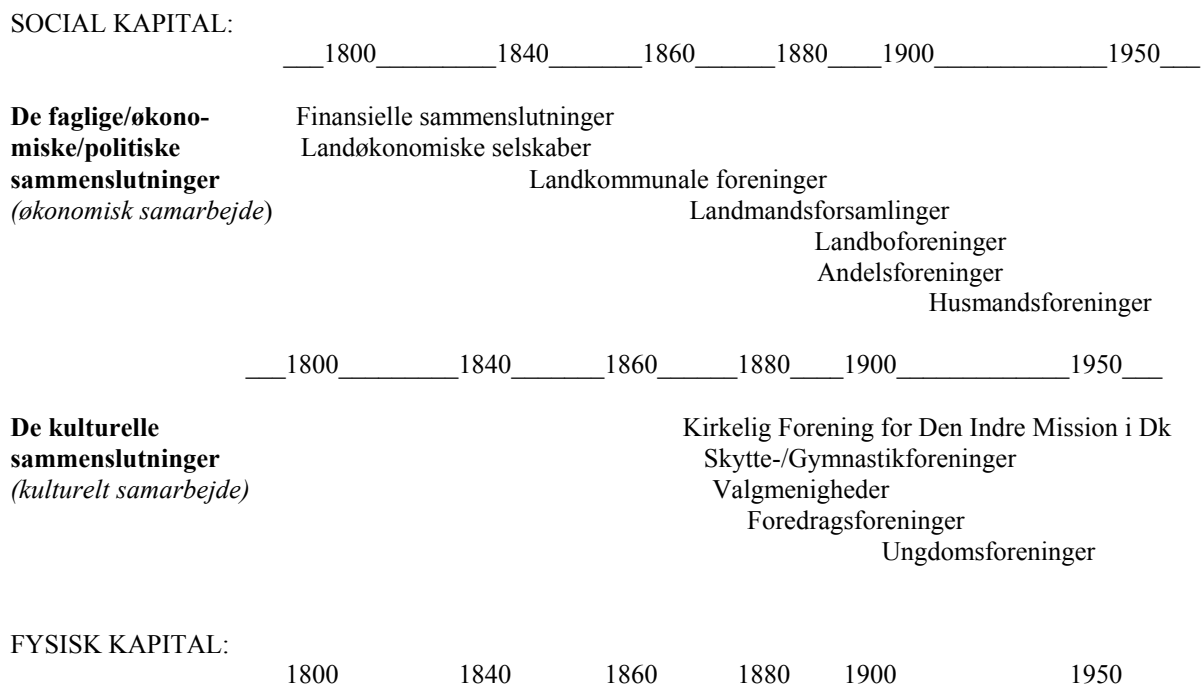 SOCIAL KAPITAL:
___1800_________1840_______1860______1880____1900_____________1950___
De faglige/økono- Finansielle sammenslutninger
miske/politiske Landøkonomiske selskaber
sammenslutninger Landkommunale foreninger
(økonomisk samarbejde) Landmandsforsamlinger
Landboforeninger
Andelsforeninger
Husmandsforeninger
___1800_________1840_______1860______1880____1900_____________1950___
De kulturelle Kirkelig Forening for Den Indre Mission i Dk
sammenslutninger Skytte-/Gymnastikforeninger
(kulturelt samarbejde) Valgmenigheder
Foredragsforeninger
Ungdomsforeninger
FYSISK KAPITAL:
1800 1840 1860 1880 1900 1950